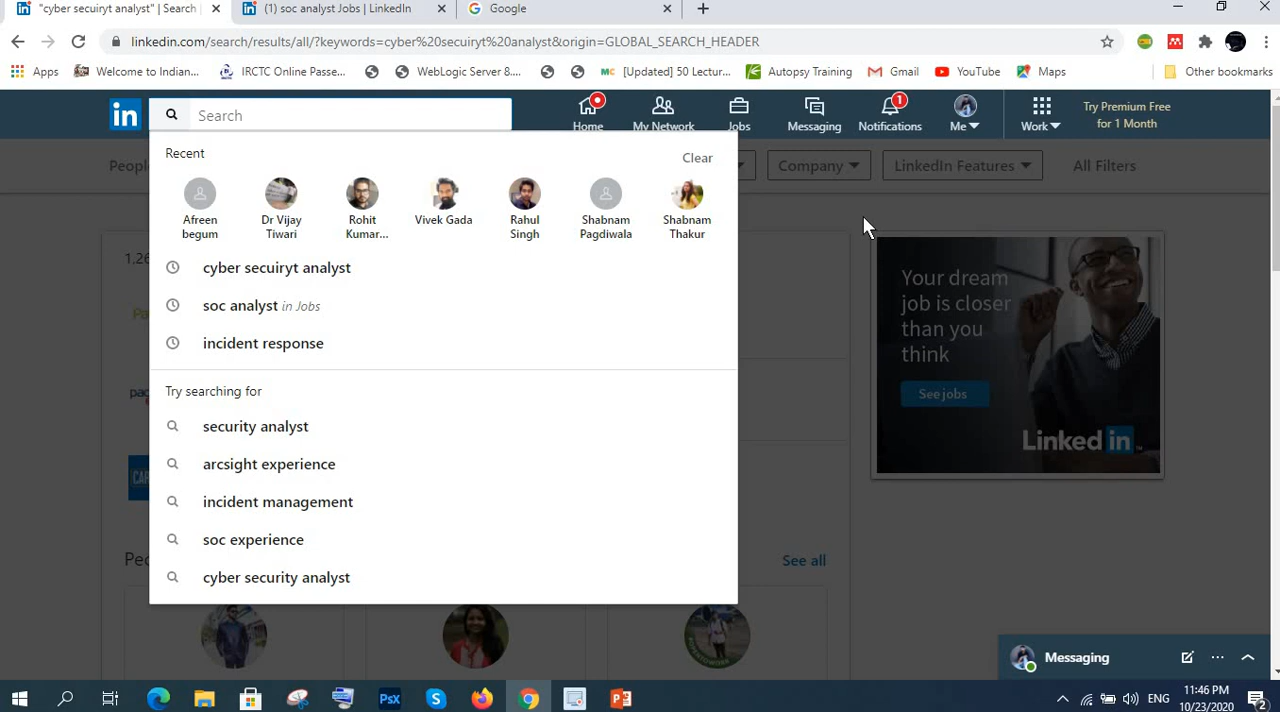 "cyber secuiryt analyst" | Search
(1) soc analyst Jobs | LinkedIn
Google
linkedin.com/search/results/all/?keywords=cyber%20secuiryt%20analyst&origin=GLOBAL_SEARCH_HEADER
Apps
Welcome to Indian...
IRCTC Online Passe...
WebLogic Server 8....
[Updated] 50 Lectur...
Autopsy Training
Gmail
YouTube
Maps
Other bookmarks
in
Search
Home
My Network
Jobs
Messaging
1
Notifications
Me
Work
Try Premium Free
for 1 Month
Company
LinkedIn Features
All Filters
Recent
Clear
Afreen
begum
Dr Vijay
Tiwari
Rohit
Kumar...
Vivek Gada
Rahul
Singh
Shabnam
Pagdiwala
Shabnam
Thakur
cyber secuiryt analyst
soc analyst in Jobs
incident response
Try searching for
security analyst
arcsight experience
incident management
soc experience
cyber security analyst
See all
Your dream
job is closer
than you
think
See jobs
Linked in
Messaging
PsX
ENG
11:46 PM
10/23/2020
2